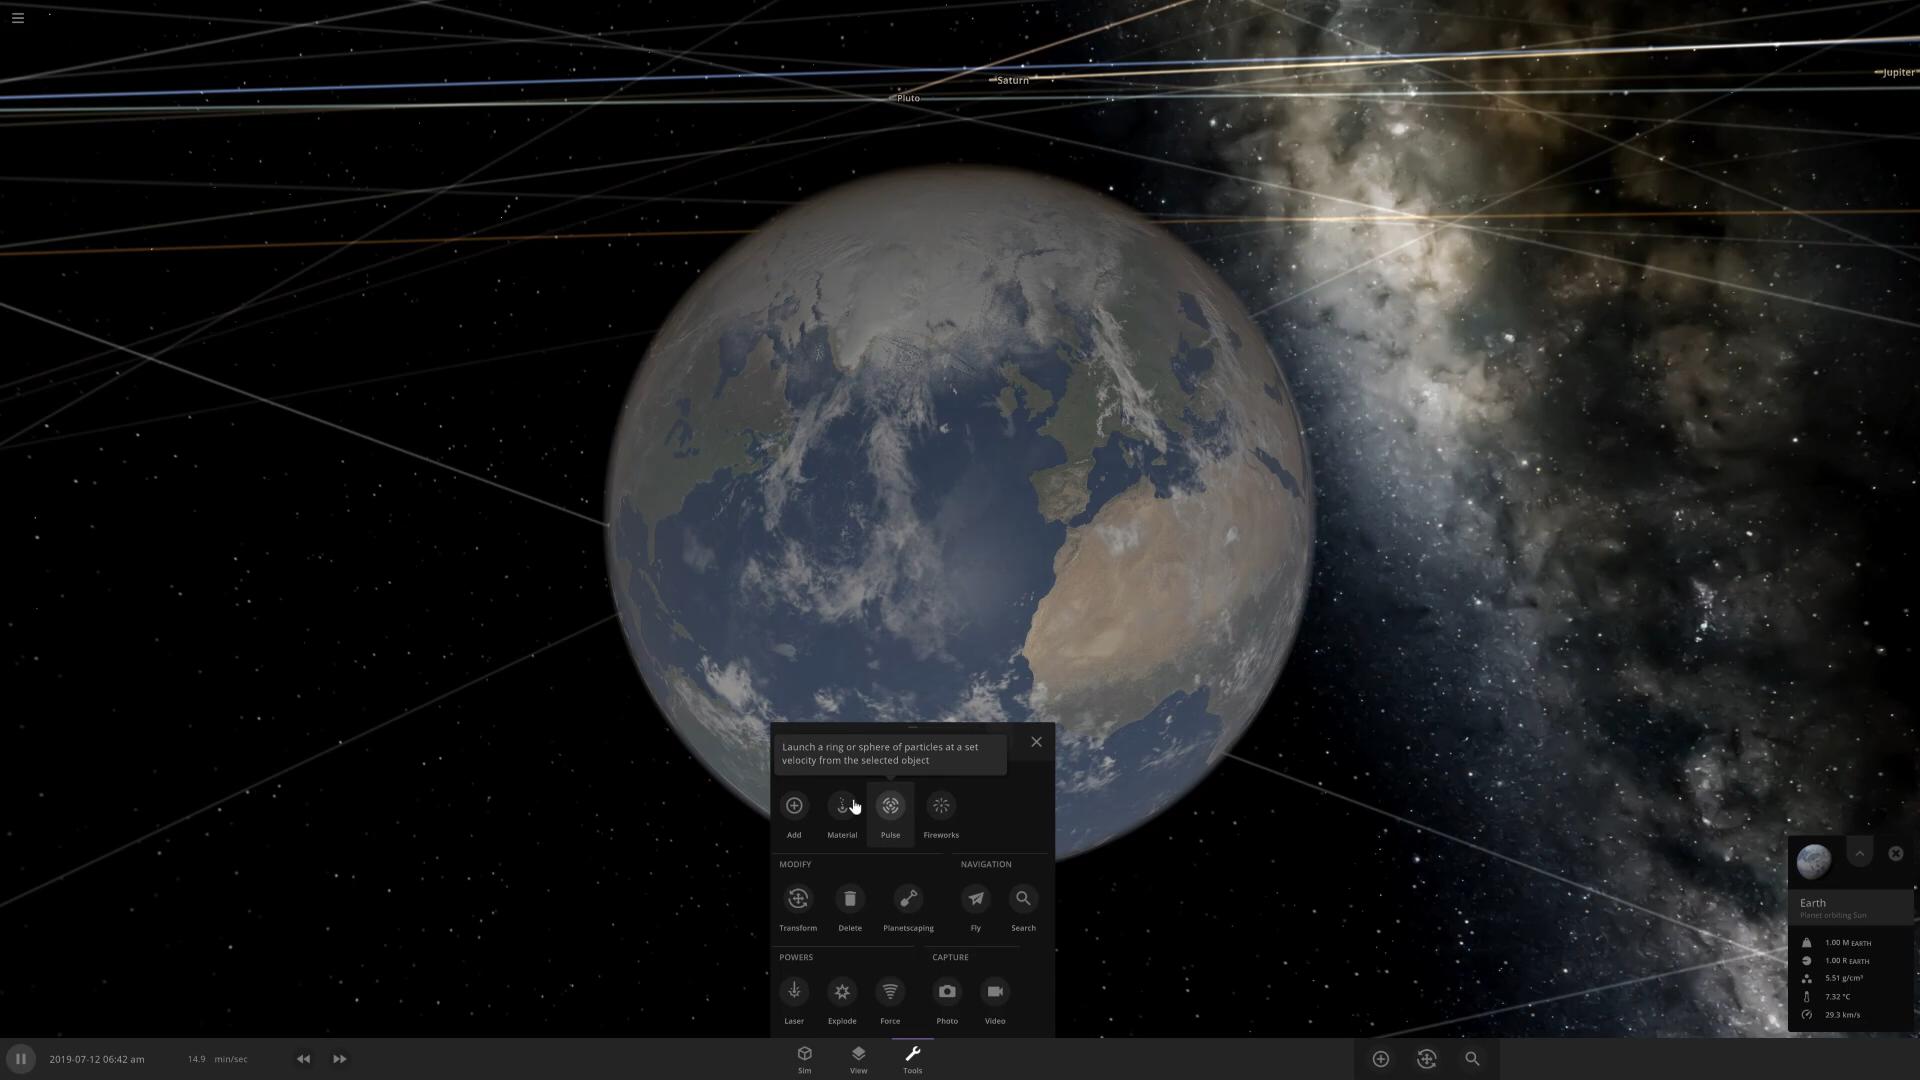 Saturn
Jupiter
Pluto
Launch a ring or sphere of particles at a set
velocity from the selected object
Add
Material
Pulse
Fireworks
MODIFY
NAVIGATION
Transform
Delete
Planetscaping
Fly
Search
POWERS
CAPTURE
Laser
Explode
Force
Photo
Video
Earth
Planet orbiting Sun
1.00 M EARTH
1.00 R EARTH
5.51 g/cm³
7.32 °C
29.3 km/s
2019-07-12 06:42 am
14.9 min/sec
Sim
View
Tools